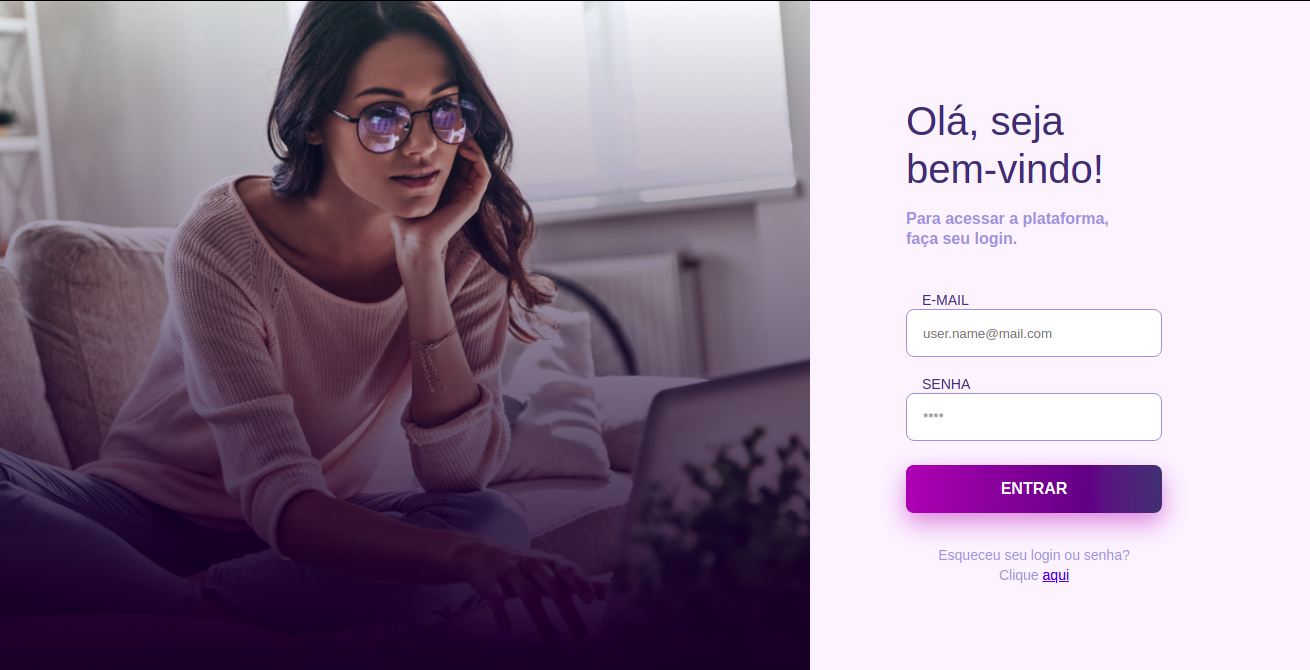 Olá, seja
bem-vindo!
Para acessar a plataforma,
faça seu login.
E-MAIL
user.name@mail.com
SENHA
****
ENTRAR
Esqueceu seu login ou senha?
Clique aqui